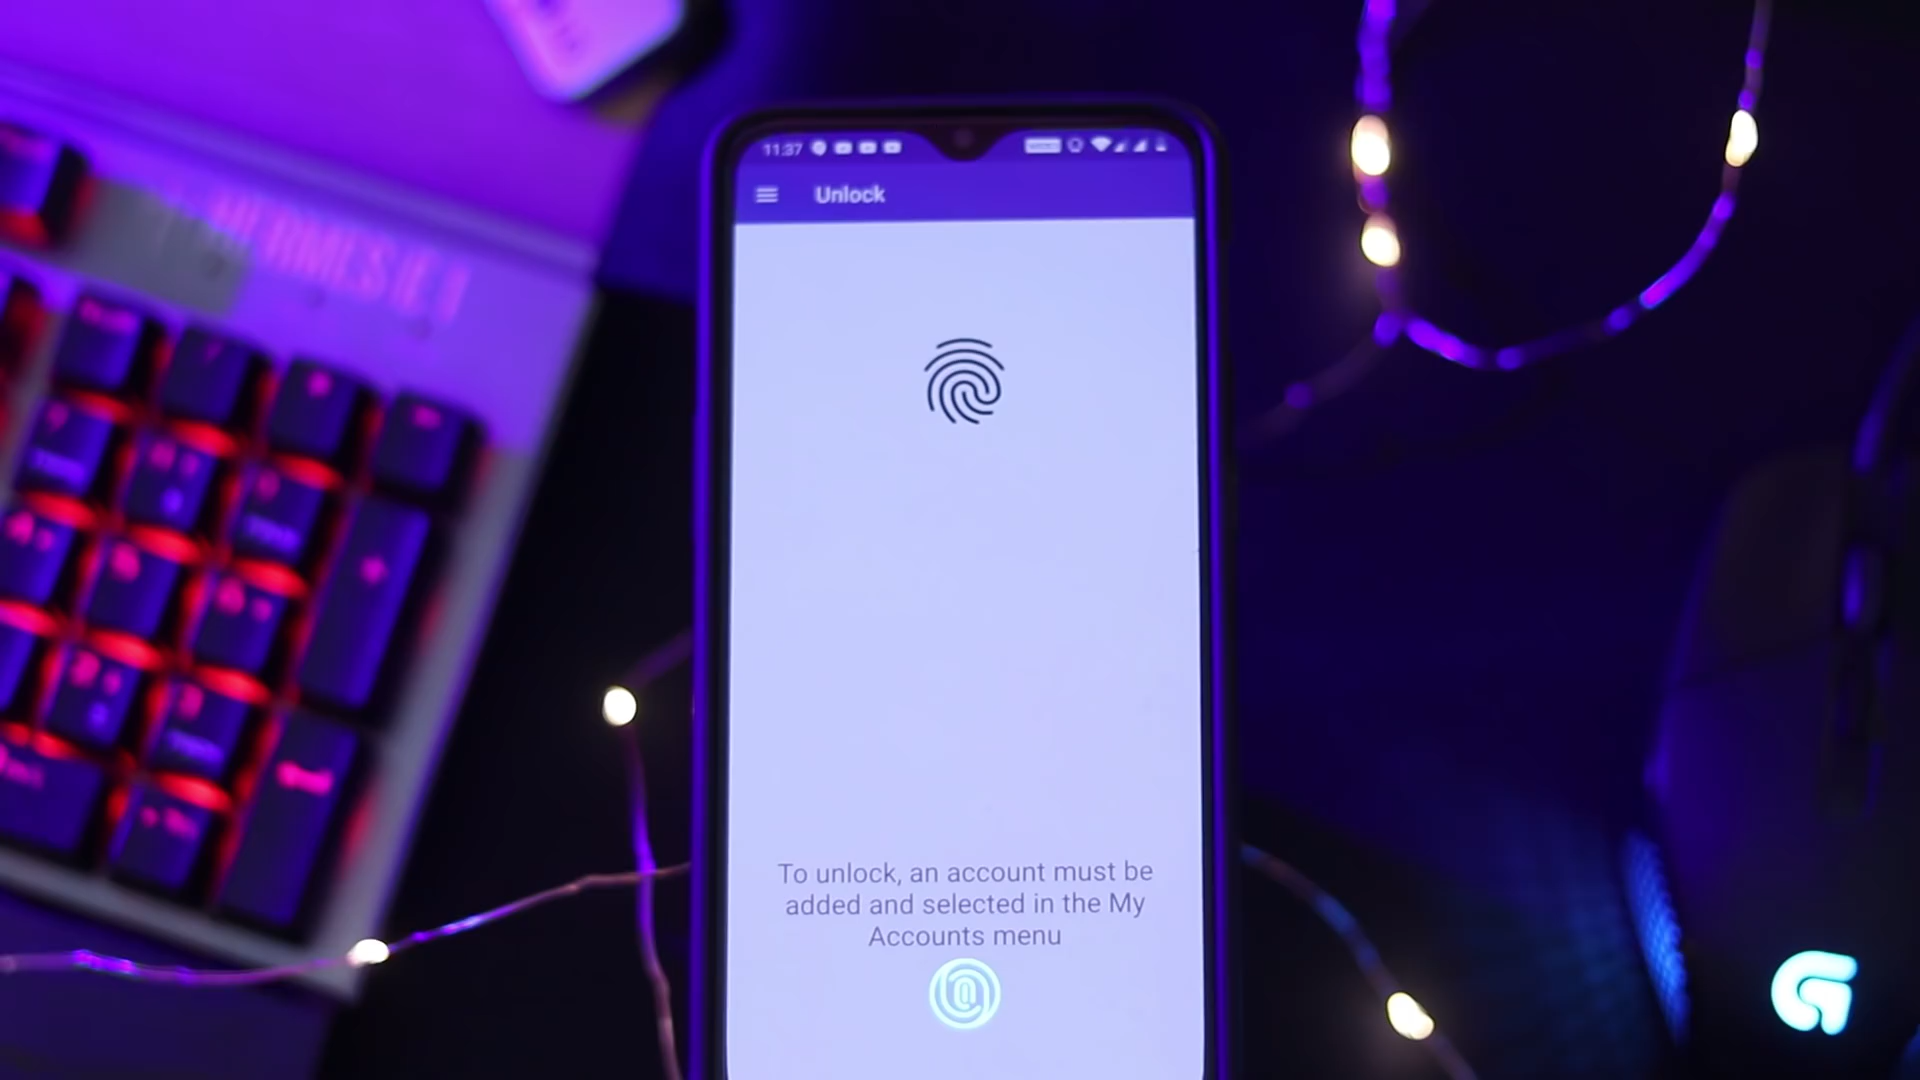 11:37
Unlock
To unlock, an account must be
added and selected in the My
Accounts menu